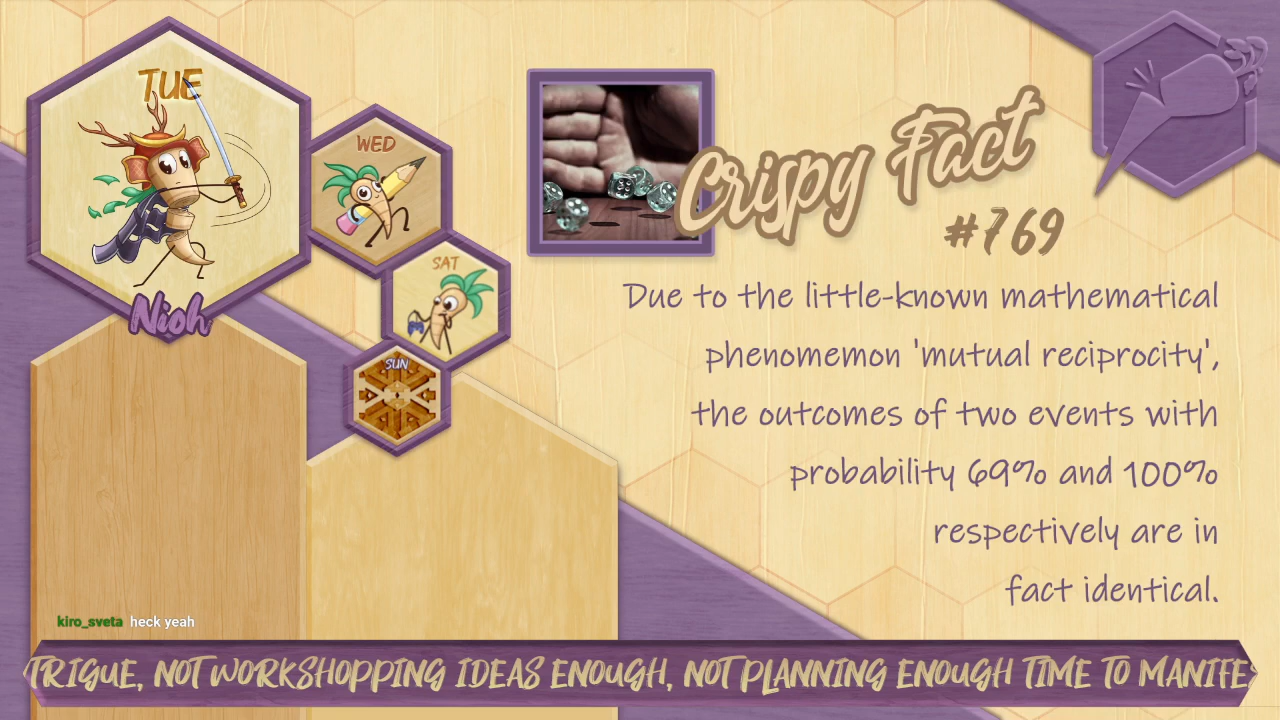 TUE
WED
SAT
SUN
Nioh
Crispy Fact
#769
Due to the little-known mathematical
phenomemon 'mutual reciprocity',
the outcomes of two events with
probability 69% and 100%
respectively are in
fact identical.
kiro_sveta heck yeah
TRIGUE, NOT WORKSHOPPING IDEAS ENOUGH, NOT PLANNING ENOUGH TIME TO MANIFE